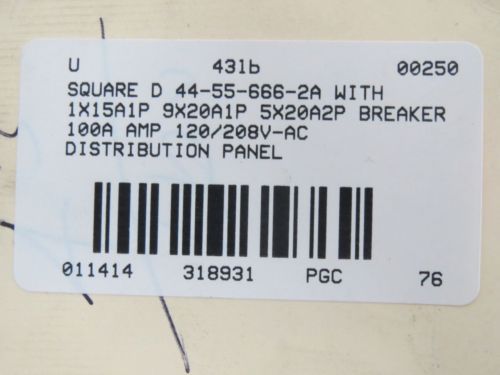 U 431b 00250
SQUARE D 44-55-666-2A WITH
1X15A1P 9X20A1P 5X20A2P BREAKER
100A AMP 120/208V-AC
DISTRIBUTION PANEL
011414 318931 PGC 76